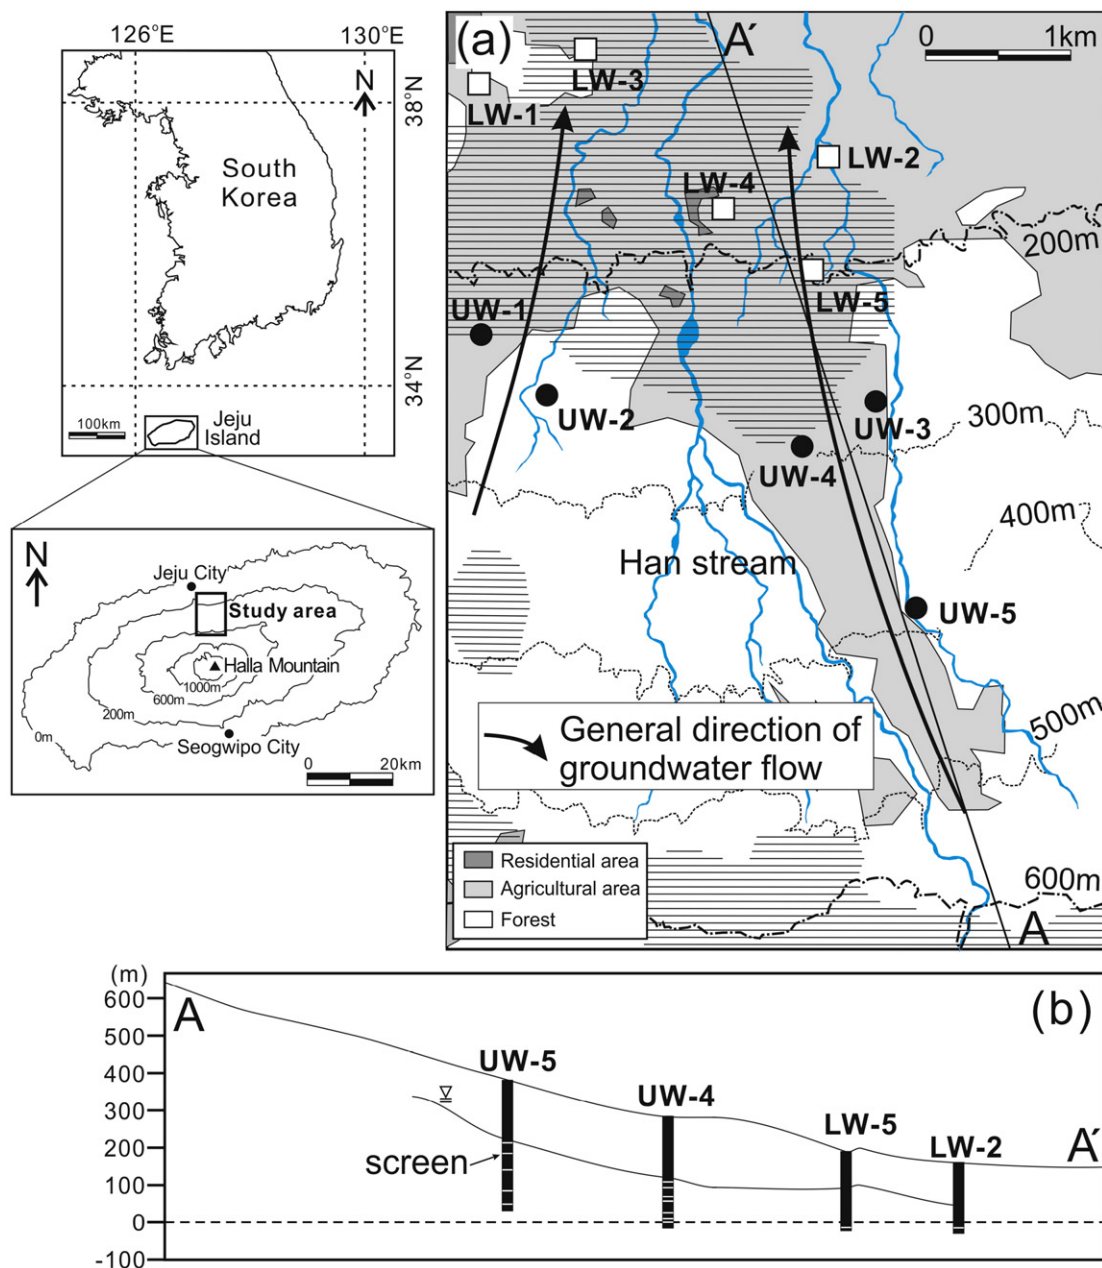 126°E
130°E
N
38°N
South
Korea
34°N
100km
Jeju
Island
N
Jeju City
Study area
Halla Mountain
1000m
600m
200m
0m
Seogwipo City
0
20km
(a)
A′
0
1km
LW-3
LW-1
LW-2
LW-4
200m
UW-1
LW-5
UW-2
UW-3
300m
UW-4
400m
Han stream
UW-5
500m
General direction of
groundwater flow
Residential area
Agricultural area
Forest
600m
A
(m)
600
500
400
300
200
100
0
-100
A
(b)
UW-5
UW-4
LW-5
LW-2
A′
screen